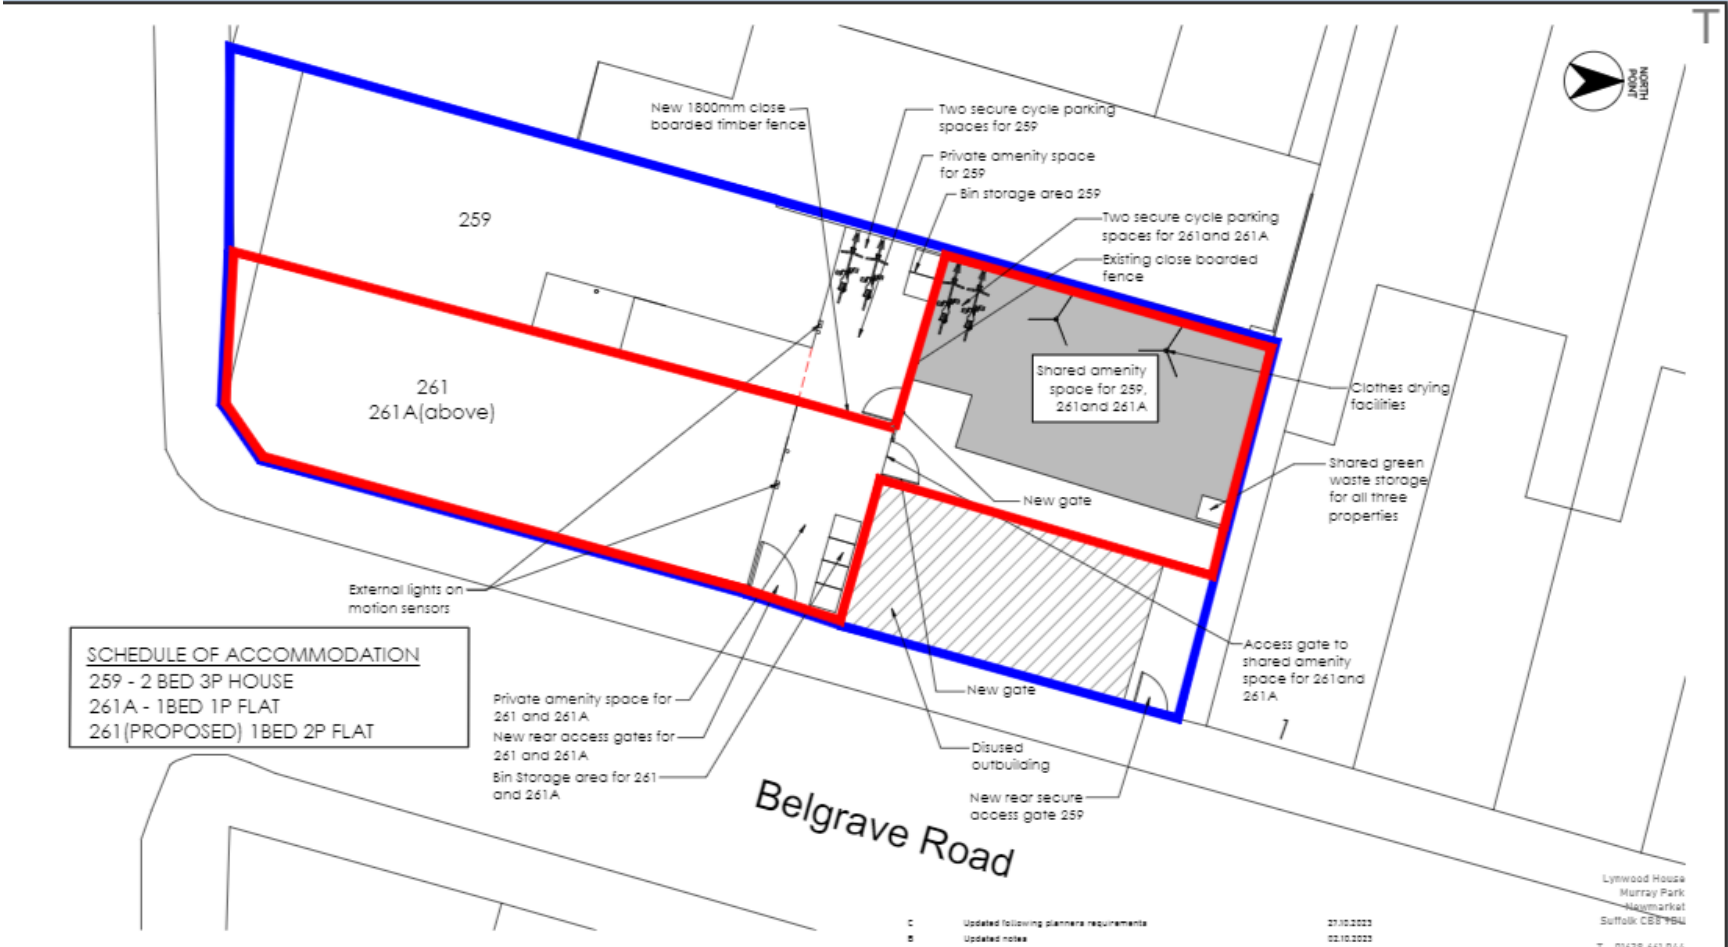 T
NORTH
POINT
New 1800mm close
boarded timber fence
Two secure cycle parking
spaces for 259
Private amenity space
for 259
Bin storage area 259
Two secure cycle parking
spaces for 261and 261A
Existing close boarded
fence
259
261
261A(above)
Shared amenity
space for 259,
261and 261A
Clothes drying
facilities
Shared green
waste storage
for all three
properties
New gate
External lights on
motion sensors
SCHEDULE OF ACCOMMODATION
259 - 2 BED 3P HOUSE
261A - 1BED 1P FLAT
261(PROPOSED) 1BED 2P FLAT
Private amenity space for
261 and 261A
New rear access gates for
261 and 261A
Bin Storage area for 261
and 261A
New gate
Disused
outbuilding
New rear secure
access gate 259
Access gate to
shared amenity
space for 261and
261A
1
Belgrave Road
C Updated following planners requirements 27.10.2023
B Updated notes 02.10.2023
Lynwood House
Murray Park
Newmarket
Suffolk CB8